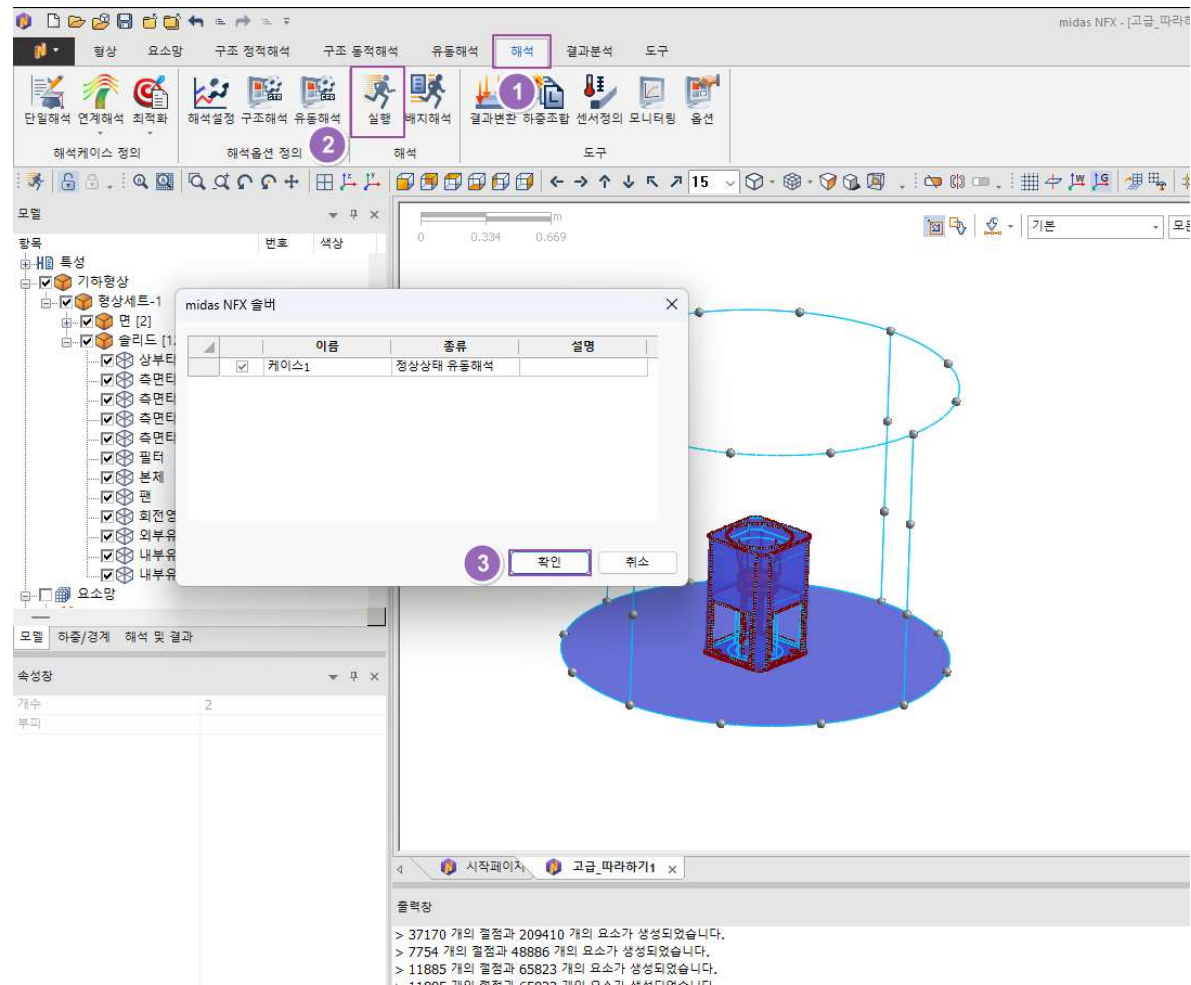 midas NFX - [고급_따라하
형상 요소망 구조 정적해석 구조 동적해석 유동해석 해석 결과분석 도구
1
단일해석 연계해석 최적화 해석설정 구조해석 유동해석 실행 배치해석 결과변환 하중조합 센서정의 모니터링 옵션
2
해석케이스 정의 해석옵션 정의 해석 도구
15
모델
항목 번호 색상
특성
기하형상
형상세트-1
면 [2]
솔리드 [1
상부
측면
측면
측면
측면
필터
본체
팬
회전영
외부유
내부유
내부유
요소망
모델 하중/경계 해석 및 결과
속성창
개수 2
부피
m
0 0.334 0.669
기본
모든
midas NFX 솔버
이름 종류 설명
케이스1 정상상태 유동해석
3
확인 취소
시작페이지 고급_따라하기1
출력창
> 37170 개의 절점과 209410 개의 요소가 생성되었습니다.
> 7754 개의 절점과 48886 개의 요소가 생성되었습니다.
> 11885 개의 절점과 65823 개의 요소가 생성되었습니다.